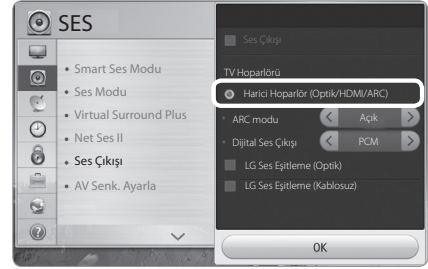 SES
• Smart Ses Modu
• Ses Modu
• Virtual Surround Plus
• Net Ses II
• Ses Çıkışı
• AV Senk. Ayarla
Ses Çıkışı
TV Hoparlörü
Harici Hoparlör (Optik/HDMI/ARC)
• ARC modu < Açık >
• Dijital Ses Çıkışı < PCM >
LG Ses Eşitleme (Optik)
LG Ses Eşitleme (Kablosuz)
OK